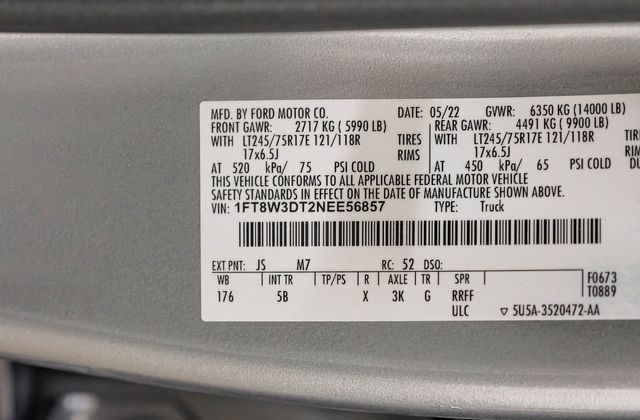 MFD. BY FORD MOTOR CO. DATE: 05/22 GVWR: 6350 KG (14000 LB)
FRONT GAWR: 2717 KG ( 5990 LB) REAR GAWR: 4491 KG ( 9900 LB)
WITH LT245/75R17E 121/118R TIRES WITH LT245/75R17E 121/118R
17x6.5J RIMS 17x6.5J RIM
AT 520 kPa/ 75 PSI COLD AT 450 kPa/ 65 PSI COLD DU
THIS VEHICLE CONFORMS TO ALL APPLICABLE FEDERAL MOTOR VEHICLE
SAFETY STANDARDS IN EFFECT ON THE DATE OF MANUFACTURE SHOWN ABOVE.
VIN: 1FT8W3DT2NEE56857 TYPE: Truck
EXT PNT: JS M7 RC: 52 DSO:
WB INT TR TP/PS R AXLE TR SPR F0673
176 5B X 3K G RRFF T0889
ULC ▽ 5U5A-3520472-AA